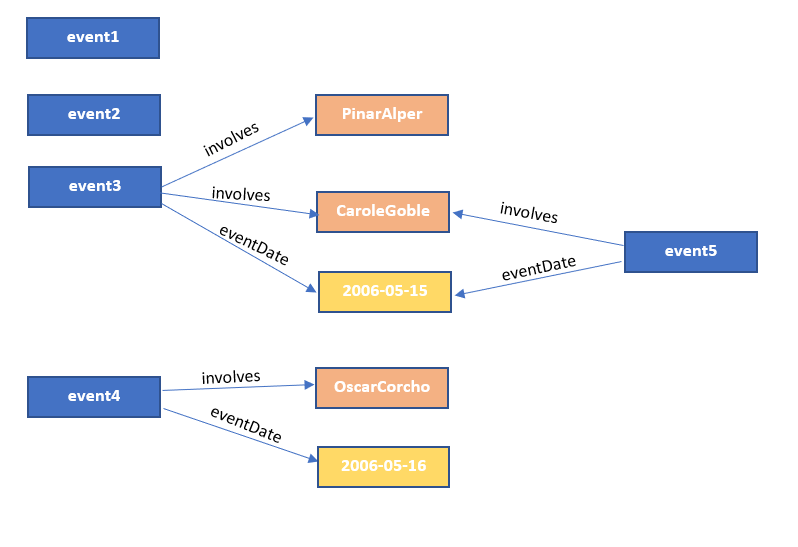 event1
event2
PinarAlper
involves
event3
involves
CaroleGoble
involves
eventDate
event5
eventDate
2006-05-15
involves
OscarCorcho
event4
eventDate
2006-05-16